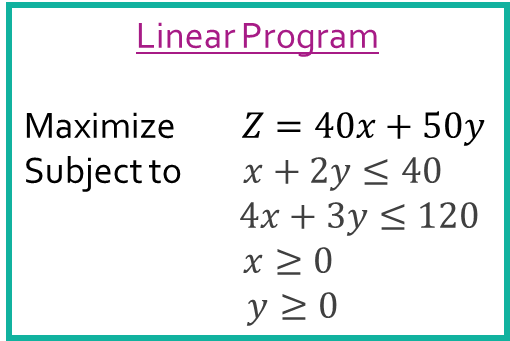 Linear Program
Maximize Z = 40x + 50y
Subject to x + 2y ≤ 40
4x + 3y ≤ 120
x ≥ 0
y ≥ 0